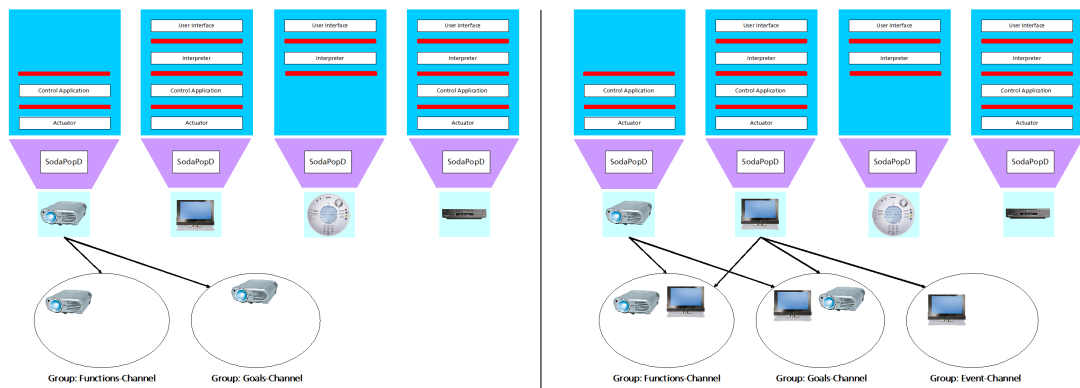 User Interface
User Interface
User Interface
Interpreter
Interpreter
Interpreter
Control Application
Control Application
Control Application
Actuator
Actuator
Actuator
SodaPopD
SodaPopD
SodaPopD
SodaPopD
Group: Functions-Channel
Group: Goals-Channel
User Interface
User Interface
User Interface
Interpreter
Interpreter
Interpreter
Control Application
Control Application
Control Application
Actuator
Actuator
Actuator
SodaPopD
SodaPopD
SodaPopD
SodaPopD
Group: Functions-Channel
Group: Goals-Channel
Group: Event-Channel